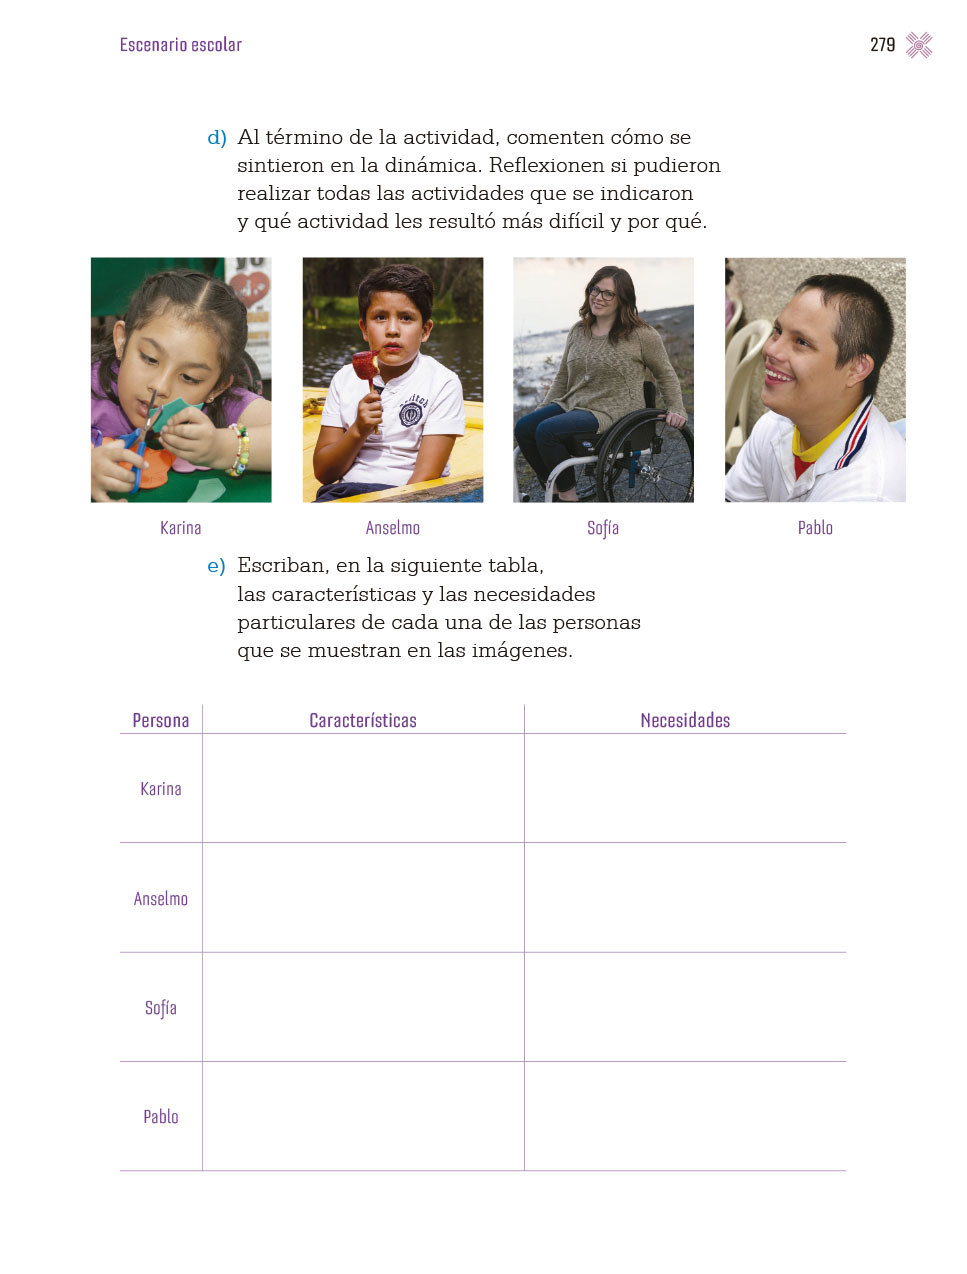 Escenario escolar 279
d) Al término de la actividad, comenten cómo se
sintieron en la dinámica. Reflexionen si pudieron
realizar todas las actividades que se indicaron
y qué actividad les resultó más difícil y por qué.
yo
Karina Anselmo Sofía Pablo
e) Escriban, en la siguiente tabla,
las características y las necesidades
particulares de cada una de las personas
que se muestran en las imágenes.
Persona Características Necesidades
Karina
Anselmo
Sofía
Pablo